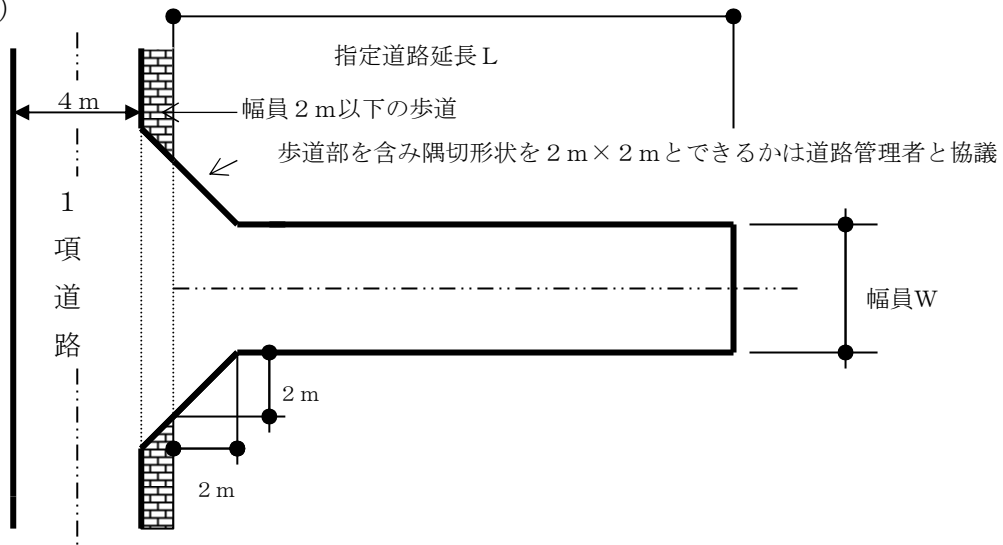 )
指定道路延長L
4m
幅員2m以下の歩道
歩道部を含み隅切形状を2m×2mとできるかは道路管理者と協議
1項道路
幅員W
2m
2m